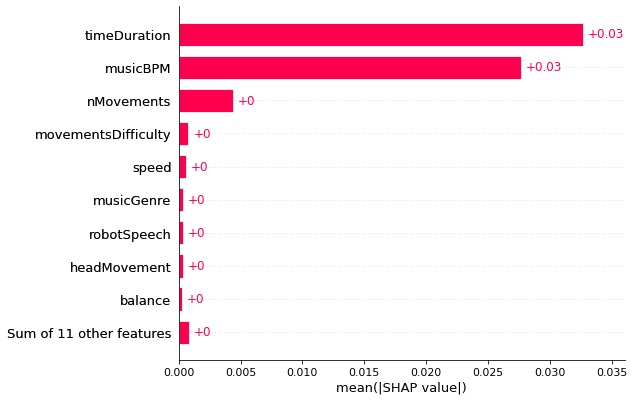 timeDuration +0.03
musicBPM +0.03
nMovements +0
movementsDifficulty +0
speed +0
musicGenre +0
robotSpeech +0
headMovement +0
balance +0
Sum of 11 other features +0
0.000 0.005 0.010 0.015 0.020 0.025 0.030 0.035
mean(|SHAP value|)